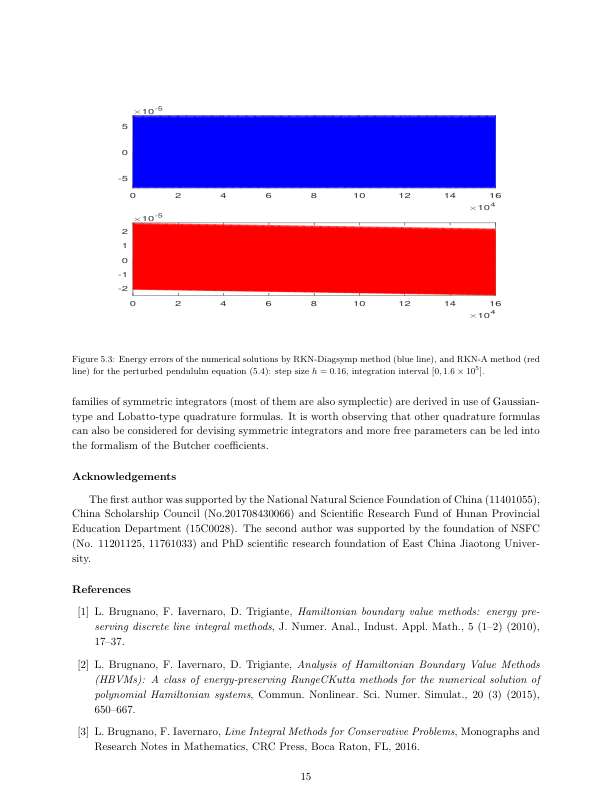 ×10^-5
5
0
-5
0 2 4 6 8 10 12 14 16
×10^4
×10^-5
2
1
0
-1
-2
0 2 4 6 8 10 12 14 16
×10^4
Figure 5.3: Energy errors of the numerical solutions by RKN-Diagsymp method (blue line), and RKN-A method (red
line) for the perturbed pendululm equation (5.4): step size h = 0.16, integration interval [0, 1.6 × 10^5].
families of symmetric integrators (most of them are also symplectic) are derived in use of Gaussian-
type and Lobatto-type quadrature formulas. It is worth observing that other quadrature formulas
can also be considered for devising symmetric integrators and more free parameters can be led into
the formalism of the Butcher coefficients.
Acknowledgements
The first author was supported by the National Natural Science Foundation of China (11401055),
China Scholarship Council (No.201708430066) and Scientific Research Fund of Hunan Provincial
Education Department (15C0028). The second author was supported by the foundation of NSFC
(No. 11201125, 11761033) and PhD scientific research foundation of East China Jiaotong Univer-
sity.
References
[1] L. Brugnano, F. Iavernaro, D. Trigiante, Hamiltonian boundary value methods: energy pre-
serving discrete line integral methods, J. Numer. Anal., Indust. Appl. Math., 5 (1–2) (2010),
17–37.
[2] L. Brugnano, F. Iavernaro, D. Trigiante, Analysis of Hamiltonian Boundary Value Methods
(HBVMs): A class of energy-preserving RungeCKutta methods for the numerical solution of
polynomial Hamiltonian systems, Commun. Nonlinear. Sci. Numer. Simulat., 20 (3) (2015),
650–667.
[3] L. Brugnano, F. Iavernaro, Line Integral Methods for Conservative Problems, Monographs and
Research Notes in Mathematics, CRC Press, Boca Raton, FL, 2016.
15